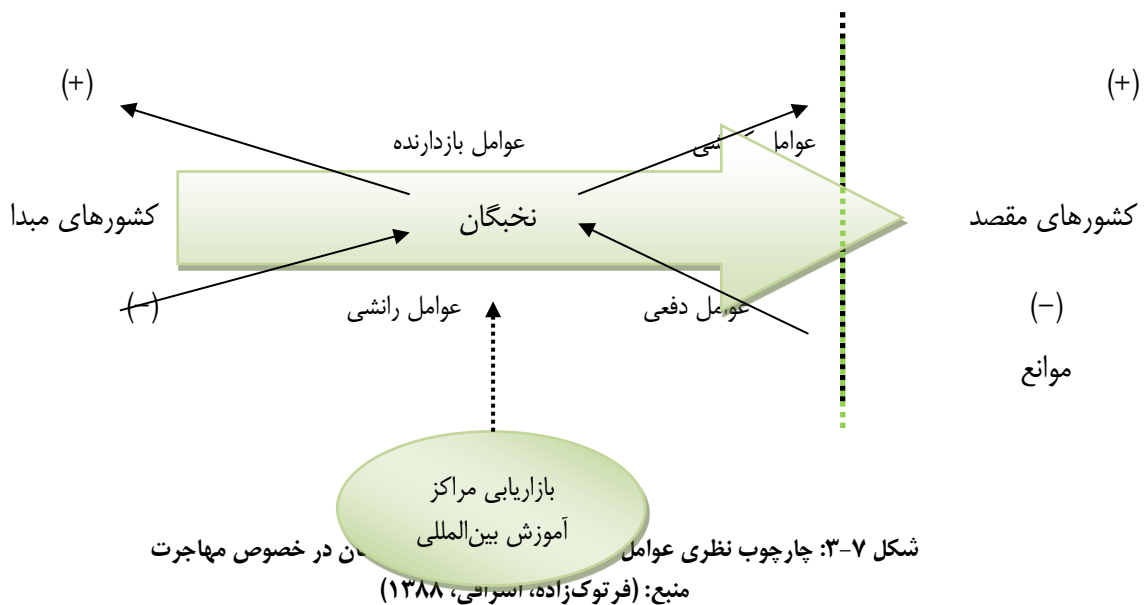 (+)
(+)
عوامل بازدارنده
عوامل
کشورهای مبدا
نخبگان
کشورهای مقصد
(−)
عوامل رانشی
عوامل دفعی
(−)
موانع
بازاریابی مراکز
آموزش بین‌المللی
شکل ۷-۳: چارچوب نظری عوامل در خصوص مهاجرت
منبع: (فرتوک‌زاده، اشراقی، ۱۳۸۸)